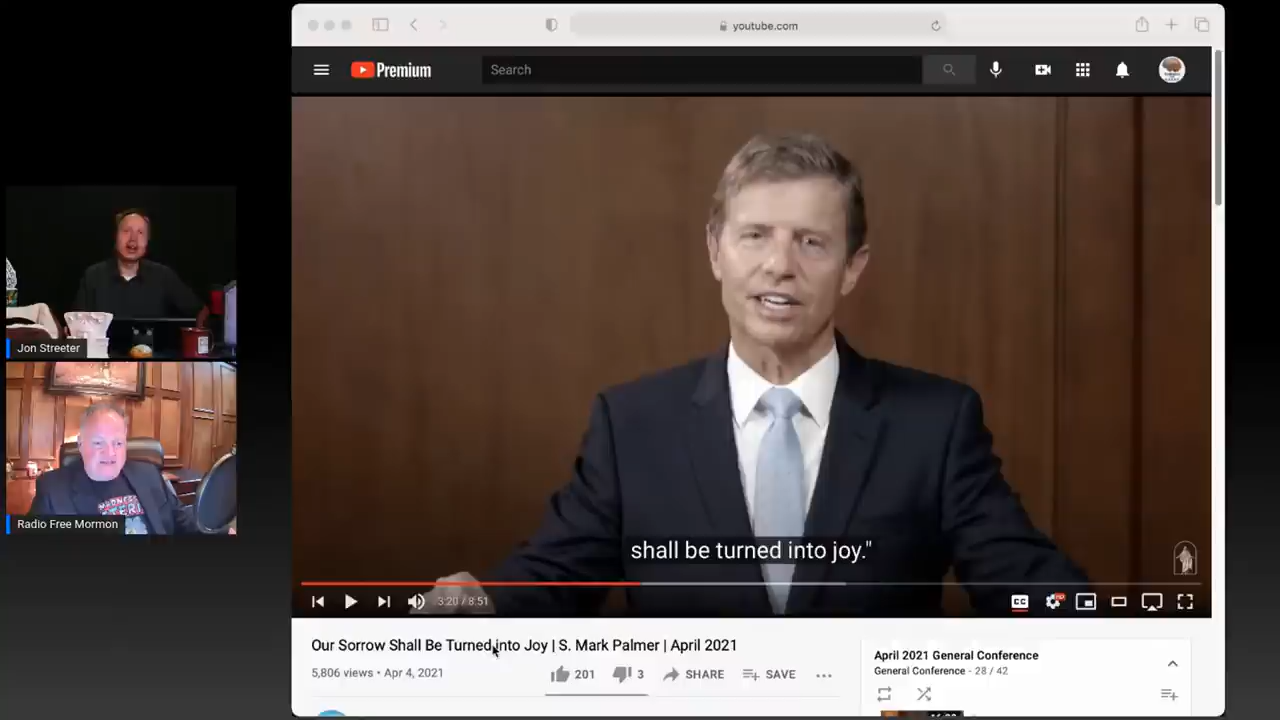 youtube.com
Premium
Search
Jon Streeter
Radio Free Mormon
shall be turned into joy."
3:20 / 8:51
CC
HD
Our Sorrow Shall Be Turned into Joy | S. Mark Palmer | April 2021
5,806 views • Apr 4, 2021
201
3
SHARE
SAVE
April 2021 General Conference
General Conference - 28 / 42